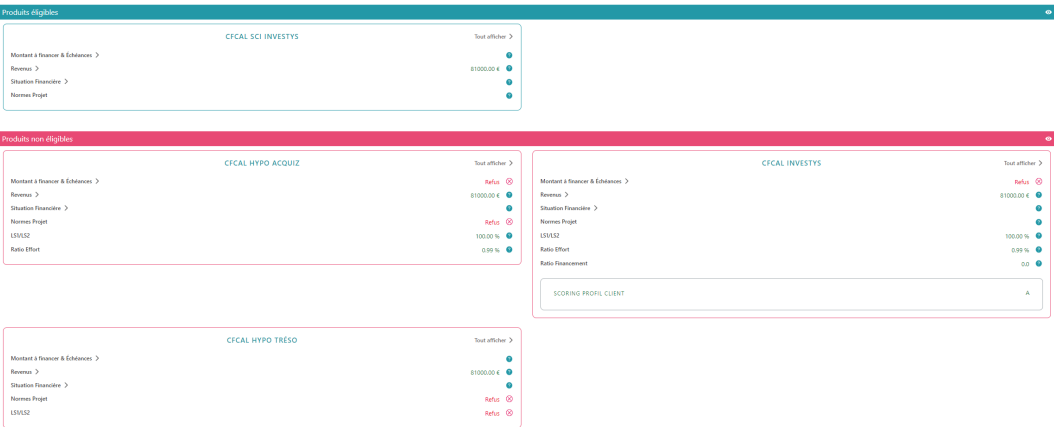 Produits éligibles
CFCAL SCI INVESTYS Tout afficher >
Montant à financer & Échéances > ?
Revenus > 81000.00 € ?
Situation Financière > ?
Normes Projet ?
Produits non éligibles
CFCAL HYPO ACQUIZ Tout afficher >
Montant à financer & Échéances > Refus
Revenus > 81000.00 € ?
Situation Financière > ?
Normes Projet Refus
LS1/LS2 100.00 % ?
Ratio Effort 0.99 % ?
CFCAL INVESTYS Tout afficher >
Montant à financer & Échéances > Refus
Revenus > 81000.00 € ?
Situation Financière > ?
Normes Projet ?
LS1/LS2 100.00 % ?
Ratio Effort 0.99 % ?
Ratio Financement 0.0 ?
SCORING PROFIL CLIENT A
CFCAL HYPO TRÉSO Tout afficher >
Montant à financer & Échéances > ?
Revenus > 81000.00 € ?
Situation Financière > ?
Normes Projet Refus
LS1/LS2 Refus